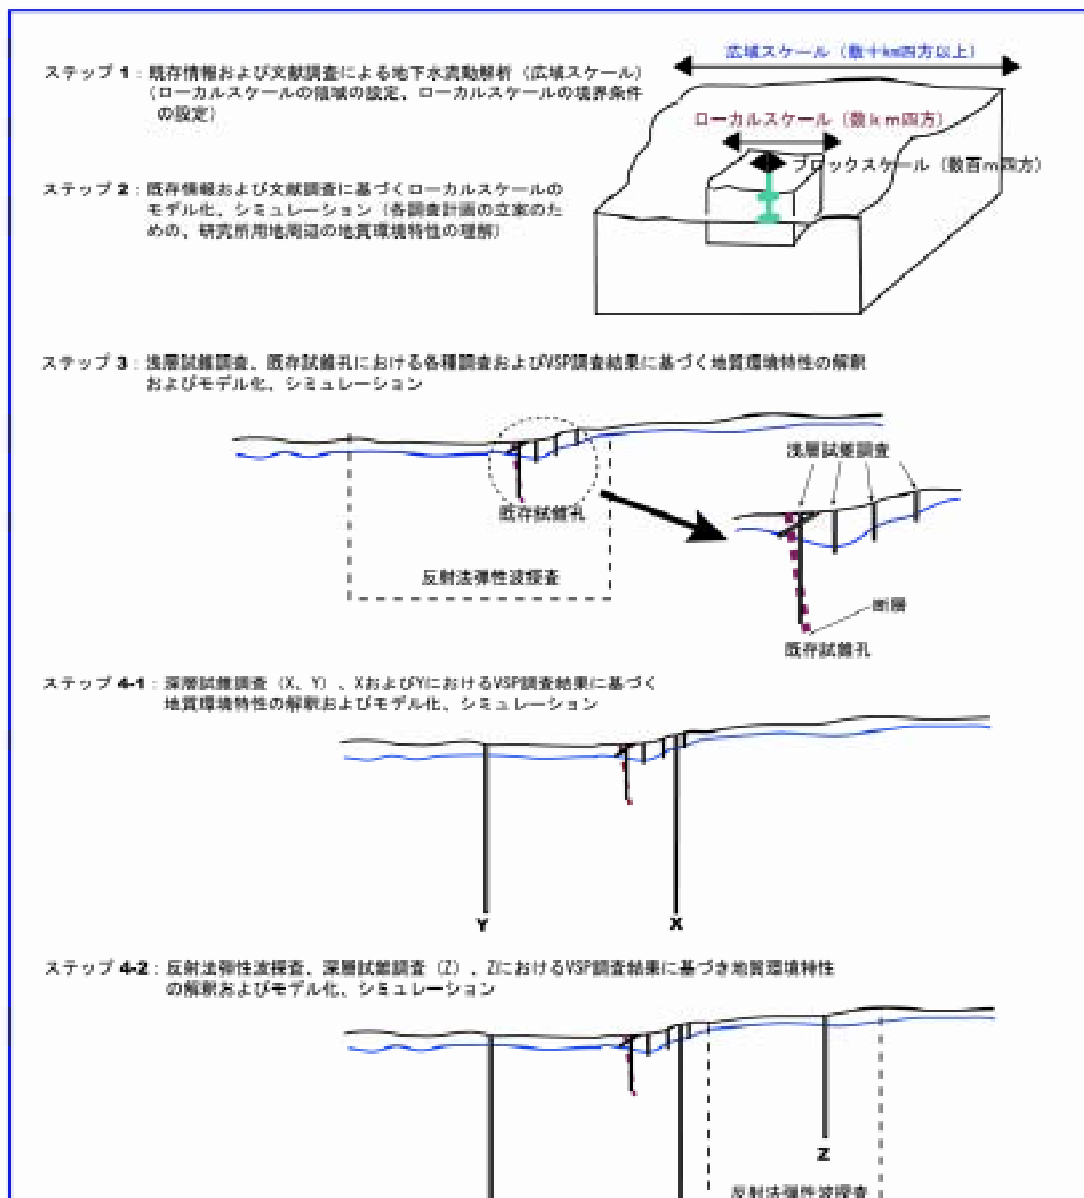 ステップ 1：既存情報および文献調査による地下水流動解析（広域スケール）
（ローカルスケールの領域の設定、ローカルスケールの境界条件
の設定）
広域スケール（数十km四方以上）
ローカルスケール（数ｋｍ四方）
ブロックスケール（数百ｍ四方）
ステップ 2：既存情報および文献調査に基づくローカルスケールの
モデル化、シミュレーション（各調査計画の立案のた
めの、研究所用地周辺の地質環境特性の理解）
ステップ 3：浅層試錐調査、既存試錐孔における各種調査およびVSP調査結果に基づく地質環境特性の解釈
およびモデル化、シミュレーション
浅層試錐調査
既存試錐孔
反射法弾性波探査
断層
既存試錐孔
ステップ 4-1：深層試錐調査（X、Y）、XおよびYにおけるVSP調査結果に基づく
地質環境特性の解釈およびモデル化、シミュレーション
Y
X
ステップ 4-2：反射法弾性波探査、深層試錐調査（Z）、ZにおけるVSP調査結果に基づき地質環境特性
の解釈およびモデル化、シミュレーション
Z
反射法弾性波探査